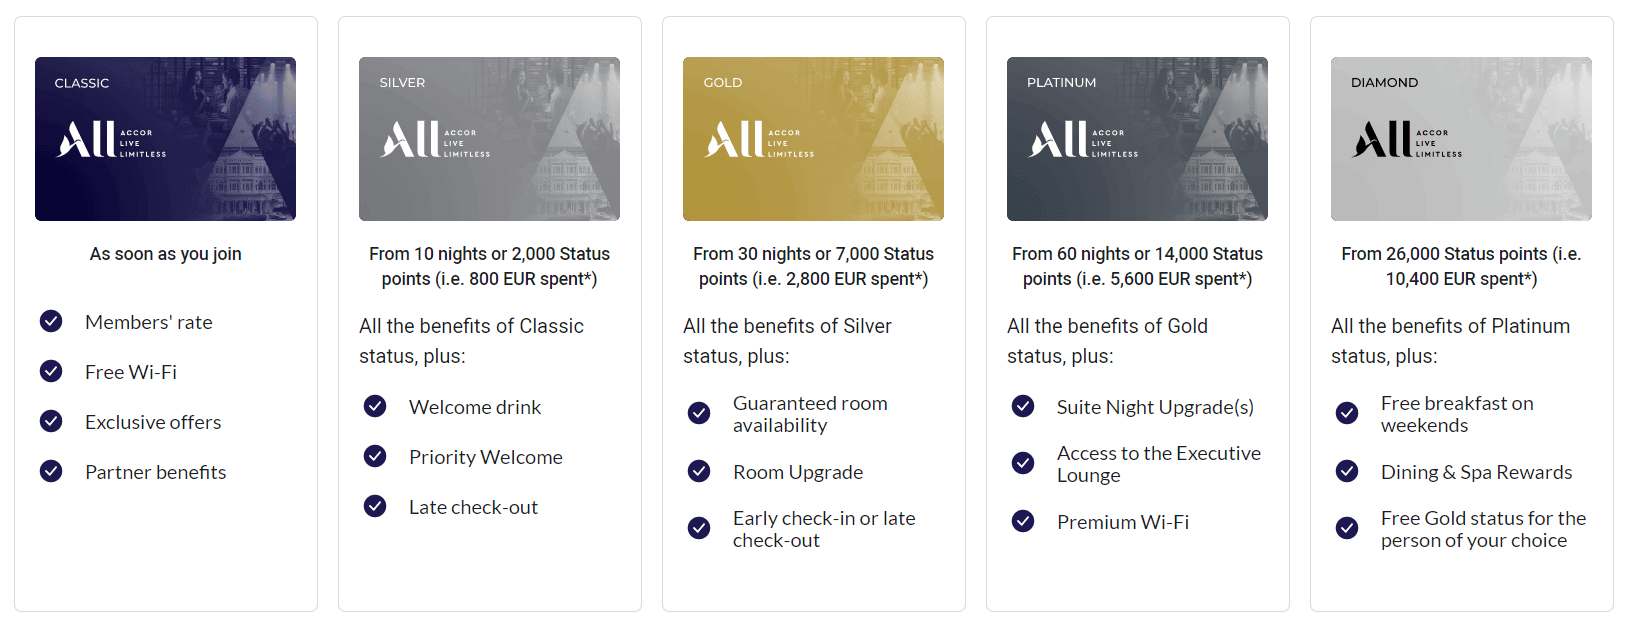 CLASSIC
All ACCOR
LIVE
LIMITLESS
As soon as you join
Members' rate
Free Wi-Fi
Exclusive offers
Partner benefits
SILVER
All ACCOR
LIVE
LIMITLESS
From 10 nights or 2,000 Status
points (i.e. 800 EUR spent*)
All the benefits of Classic
status, plus:
Welcome drink
Priority Welcome
Late check-out
GOLD
All ACCOR
LIVE
LIMITLESS
From 30 nights or 7,000 Status
points (i.e. 2,800 EUR spent*)
All the benefits of Silver
status, plus:
Guaranteed room
availability
Room Upgrade
Early check-in or late
check-out
PLATINUM
All ACCOR
LIVE
LIMITLESS
From 60 nights or 14,000 Status
points (i.e. 5,600 EUR spent*)
All the benefits of Gold
status, plus:
Suite Night Upgrade(s)
Access to the Executive
Lounge
Premium Wi-Fi
DIAMOND
All ACCOR
LIVE
LIMITLESS
From 26,000 Status points (i.e.
10,400 EUR spent*)
All the benefits of Platinum
status, plus:
Free breakfast on
weekends
Dining & Spa Rewards
Free Gold status for the
person of your choice